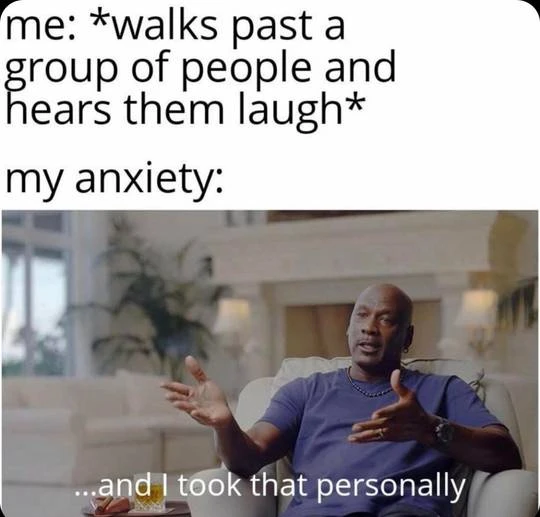 me: *walks past a
group of people and
hears them laugh*
my anxiety:
...and I took that personally